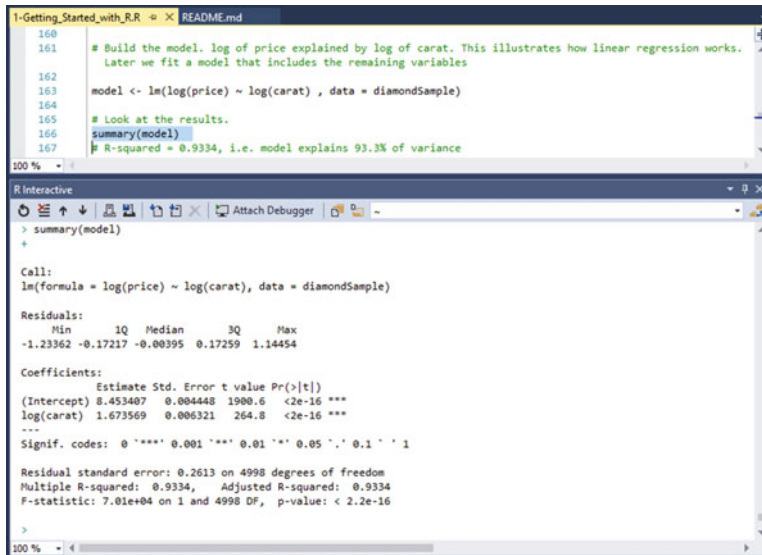 1-Getting_Started_with_R.R README.md
160
161 # Build the model. log of price explained by log of carat. This illustrates how linear regression works.
Later we fit a model that includes the remaining variables
162
163 model <- lm(log(price) ~ log(carat) , data = diamondSample)
164
165 # Look at the results.
166 summary(model)
167 # R-squared = 0.9334, i.e. model explains 93.3% of variance
100 %
R Interactive
Attach Debugger ~
> summary(model)
+
Call:
lm(formula = log(price) ~ log(carat), data = diamondSample)
Residuals:
Min 1Q Median 3Q Max
-1.23362 -0.17217 -0.00395 0.17259 1.14454
Coefficients:
Estimate Std. Error t value Pr(>|t|)
(Intercept) 8.453407 0.004448 1900.6 <2e-16 ***
log(carat) 1.673569 0.006321 264.8 <2e-16 ***
---
Signif. codes: 0 `***' 0.001 `**' 0.01 `*' 0.05 `.' 0.1 ` ' 1
Residual standard error: 0.2613 on 4998 degrees of freedom
Multiple R-squared: 0.9334, Adjusted R-squared: 0.9334
F-statistic: 7.01e+04 on 1 and 4998 DF, p-value: < 2.2e-16
>
100 %